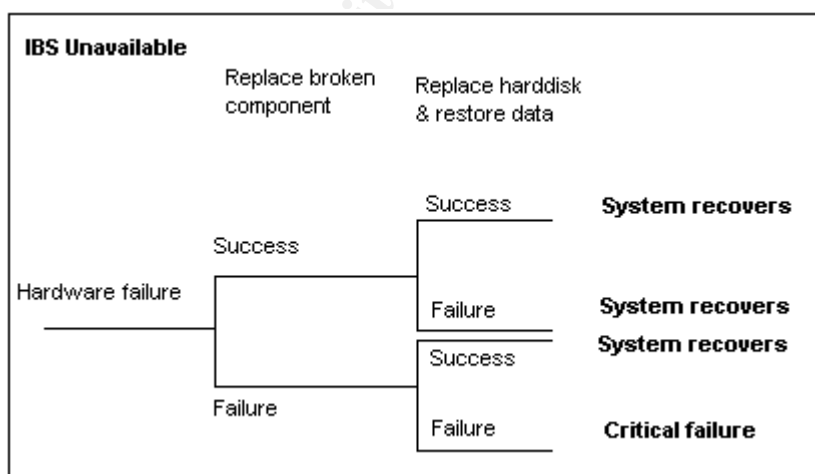 IBS Unavailable
Replace broken
component
Replace harddisk
& restore data
Success
System recovers
Success
Hardware failure
Failure
System recovers
System recovers
Success
Failure
Failure
Critical failure